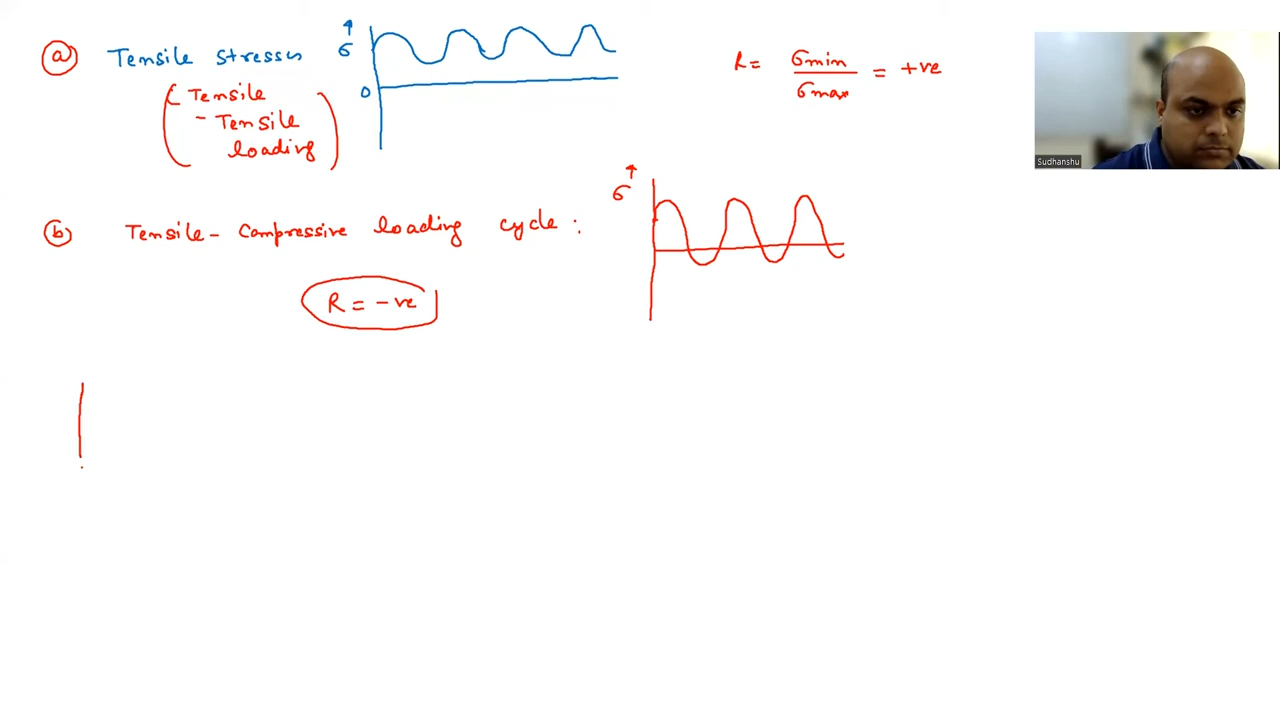 a Tensile stresses
( Tensile
- Tensile
loading )
σ
0
R = σmin / σmax = +ve
Sudhanshu
b Tensile - Compressive loading cycle :
σ
R = -ve